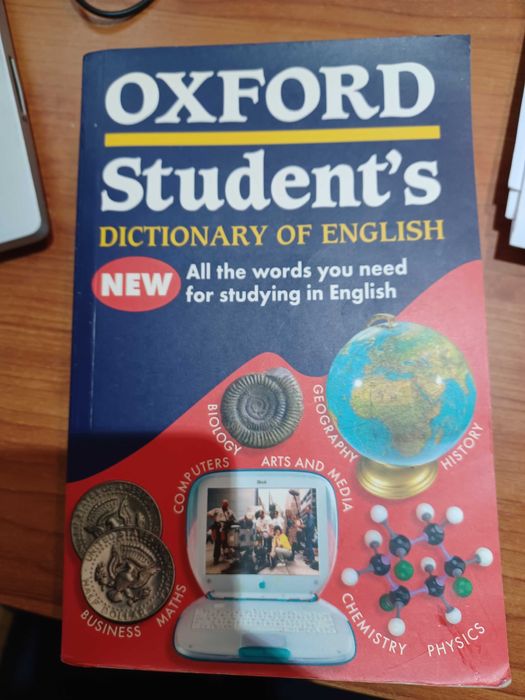 OXFORD
Student's
DICTIONARY OF ENGLISH
NEW
All the words you need
for studying in English
BIOLOGY
GEOGRAPHY
HISTORY
COMPUTERS
ARTS AND MEDIA
BUSINESS
MATHS
CHEMISTRY
PHYSICS